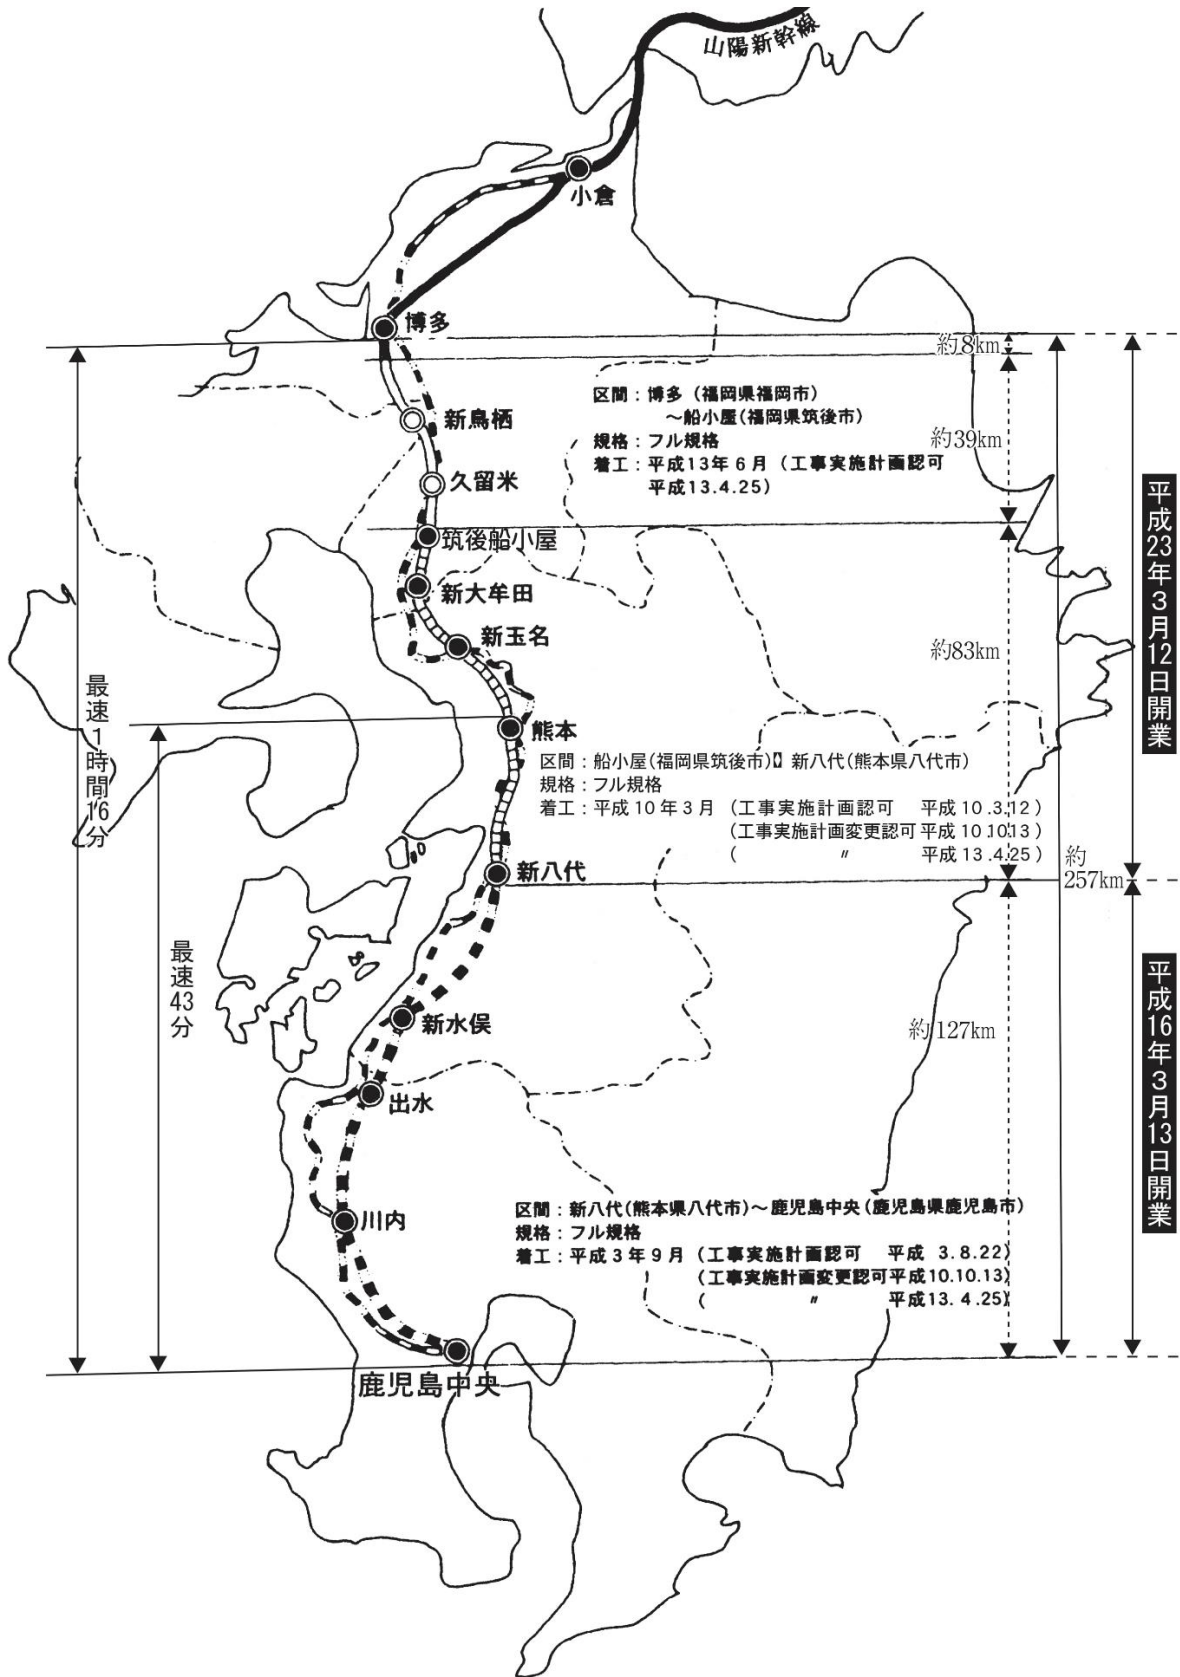 山陽新幹線
小倉
博多
約8km
区間：博多（福岡県福岡市）
～船小屋(福岡県筑後市)
規格：フル規格
着工：平成13年6月（工事実施計画認可
平成13.4.25）
新鳥栖
約39km
久留米
筑後船小屋
新大牟田
新玉名
約83km
平成23年3月12日開業
最速1時間16分
熊本
区間：船小屋(福岡県筑後市) 新八代(熊本県八代市)
規格：フル規格
着工：平成10年3月（工事実施計画認可 平成10.3.12）
(工事実施計画変更認可 平成10.10.13)
( 〃 平成13.4.25)
新八代
約
257km
最速43分
新水俣
約127km
平成16年3月13日開業
出水
区間：新八代(熊本県八代市)～鹿児島中央(鹿児島県鹿児島市)
規格：フル規格
着工：平成3年9月（工事実施計画認可 平成 3.8.22)
(工事実施計画変更認可平成10.10.13)
( 〃 平成13.4.25)
川内
鹿児島中央